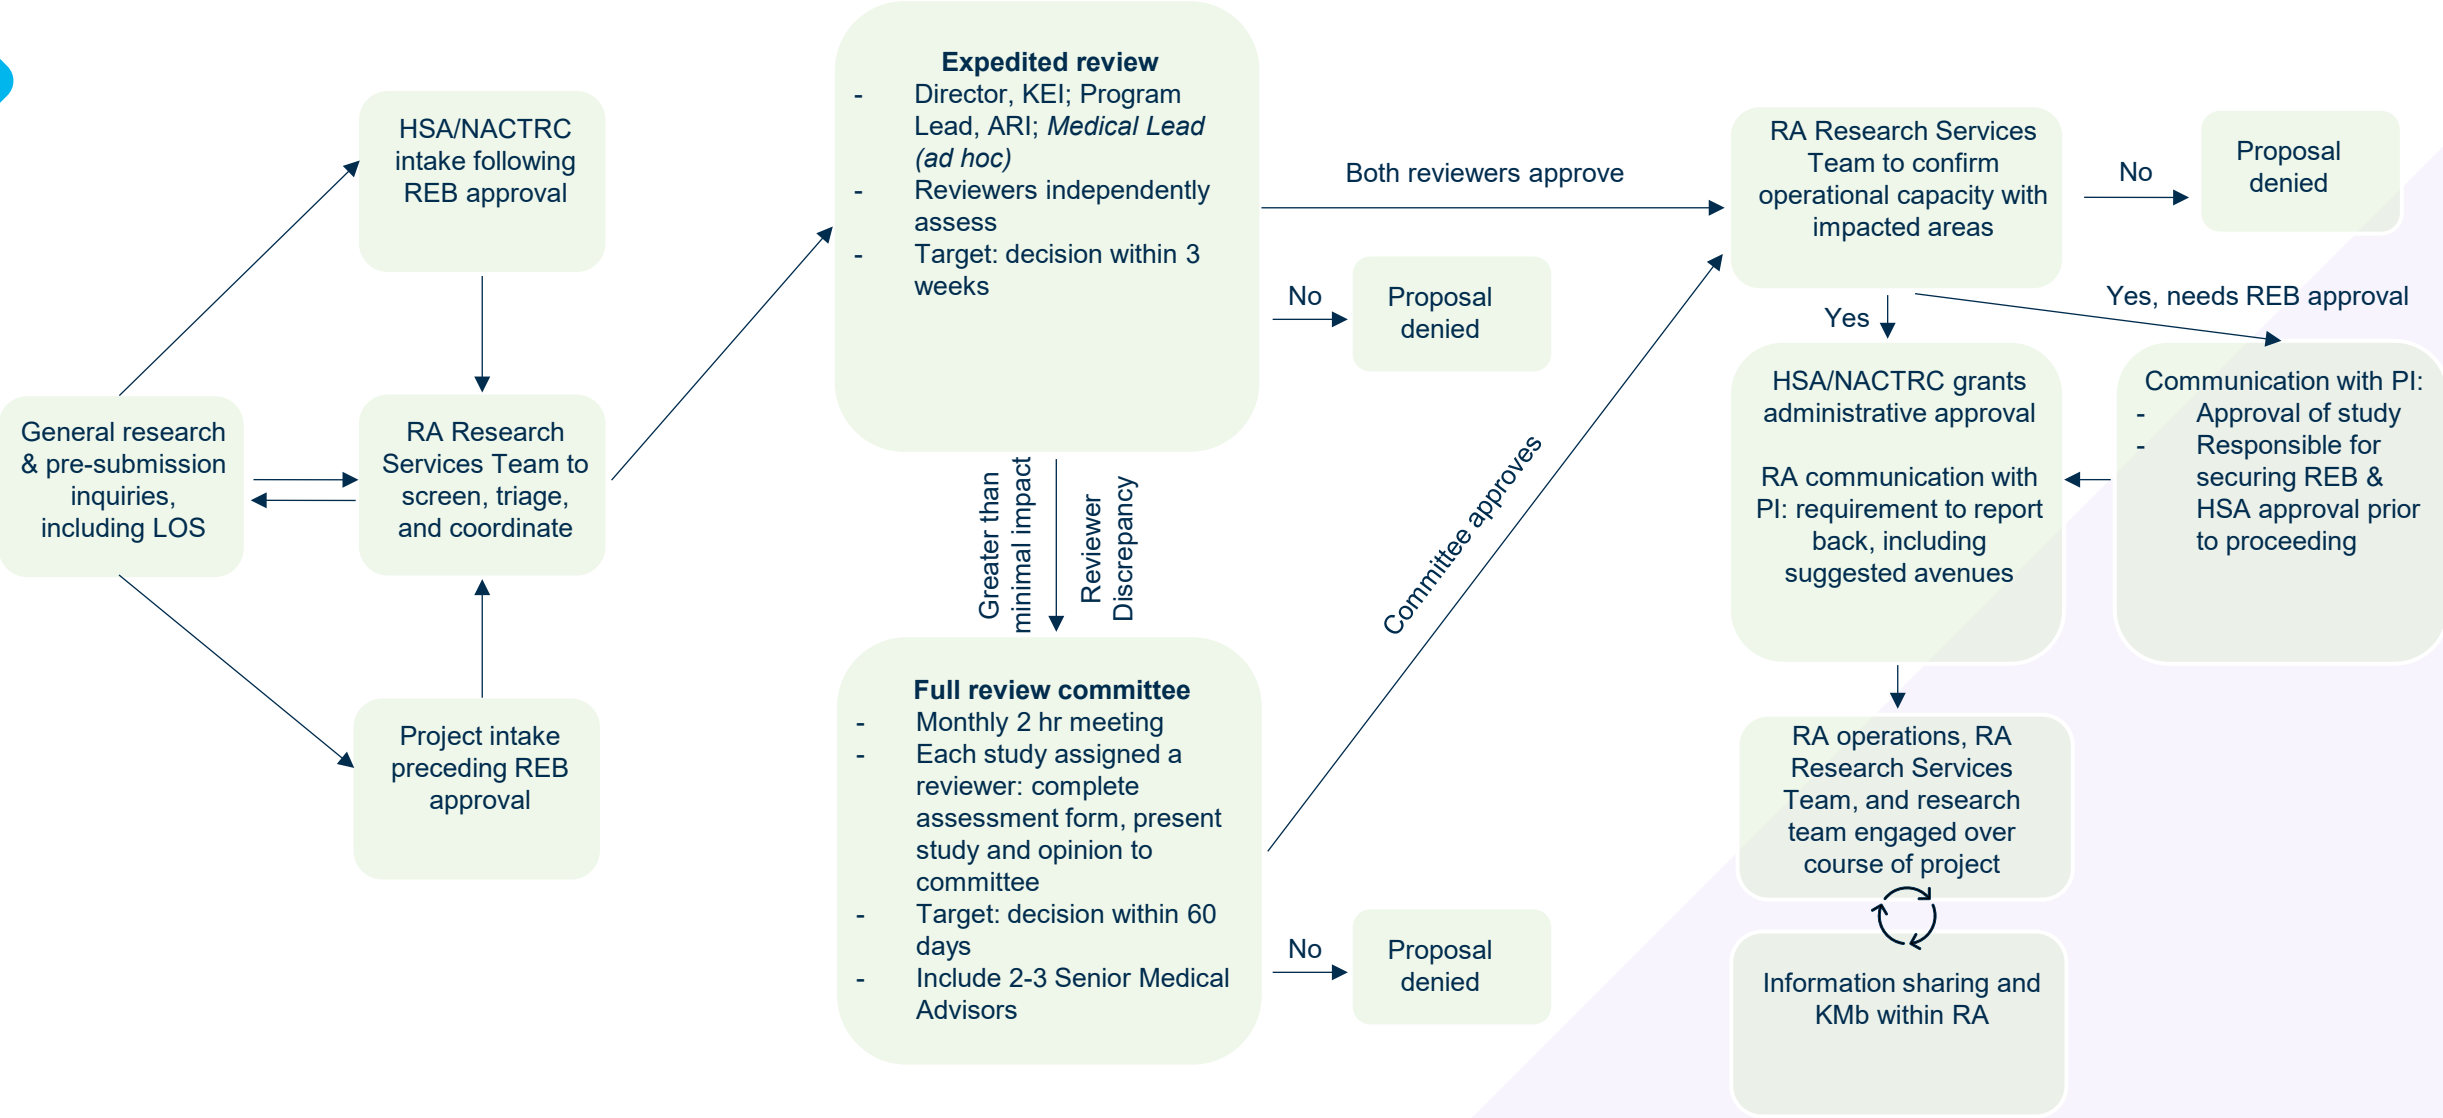 General research
& pre-submission
inquiries,
including LOS
HSA/NACTRC
intake following
REB approval
RA Research
Services Team to
screen, triage,
and coordinate
Project intake
preceding REB
approval
Expedited review
- Director, KEI; Program
Lead, ARI; Medical Lead
(ad hoc)
- Reviewers independently
assess
- Target: decision within 3
weeks
Both reviewers approve
No
Proposal
denied
Greater than
minimal impact
Reviewer
Discrepancy
Full review committee
- Monthly 2 hr meeting
- Each study assigned a
reviewer: complete
assessment form, present
study and opinion to
committee
- Target: decision within 60
days
- Include 2-3 Senior Medical
Advisors
Committee approves
No
Proposal
denied
RA Research Services
Team to confirm
operational capacity with
impacted areas
No
Proposal
denied
Yes
Yes, needs REB approval
HSA/NACTRC grants
administrative approval
RA communication with
PI: requirement to report
back, including
suggested avenues
Communication with PI:
- Approval of study
- Responsible for
securing REB &
HSA approval prior
to proceeding
RA operations, RA
Research Services
Team, and research
team engaged over
course of project
Information sharing and
KMb within RA